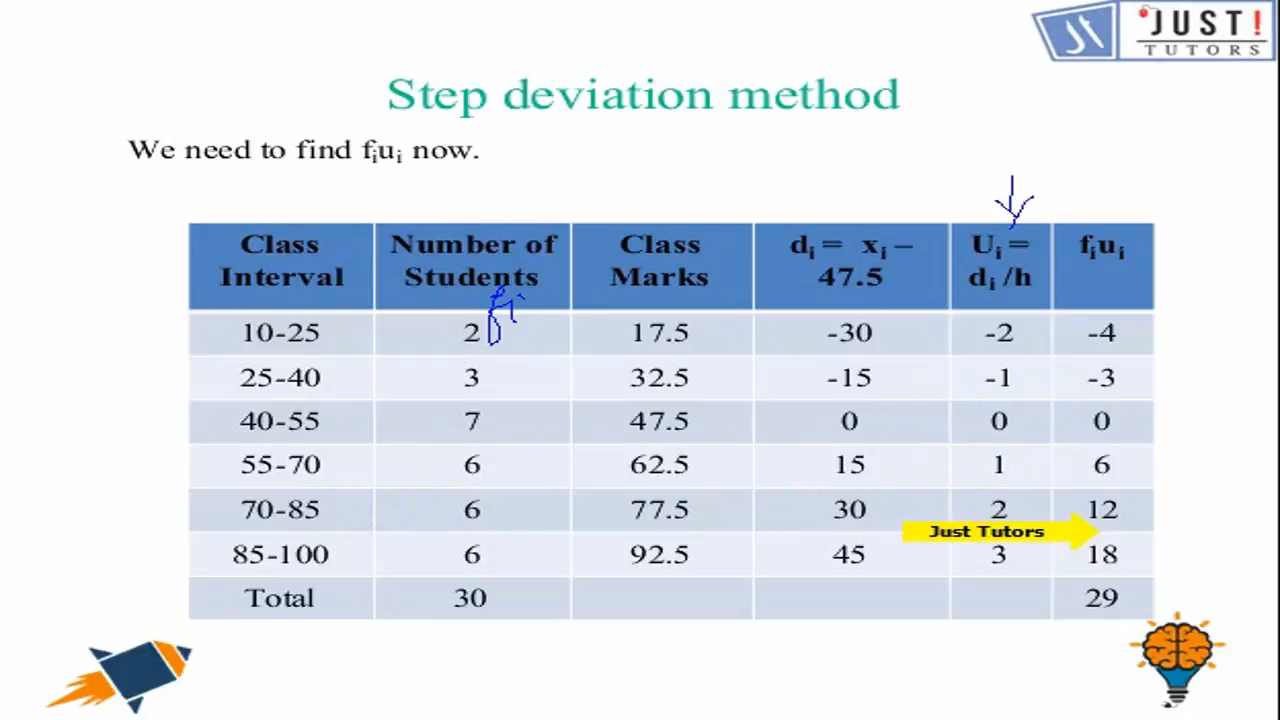 JUST!
TUTORS
Step deviation method
We need to find fᵢuᵢ now.
Class Interval | Number of Students | Class Marks | dᵢ = xᵢ – 47.5 | Uᵢ = dᵢ /h | fᵢuᵢ
fi
10-25 | 2 | 17.5 | -30 | -2 | -4
25-40 | 3 | 32.5 | -15 | -1 | -3
40-55 | 7 | 47.5 | 0 | 0 | 0
55-70 | 6 | 62.5 | 15 | 1 | 6
70-85 | 6 | 77.5 | 30 | 2 | 12
Just Tutors
85-100 | 6 | 92.5 | 45 | 3 | 18
Total | 30 | | | | 29